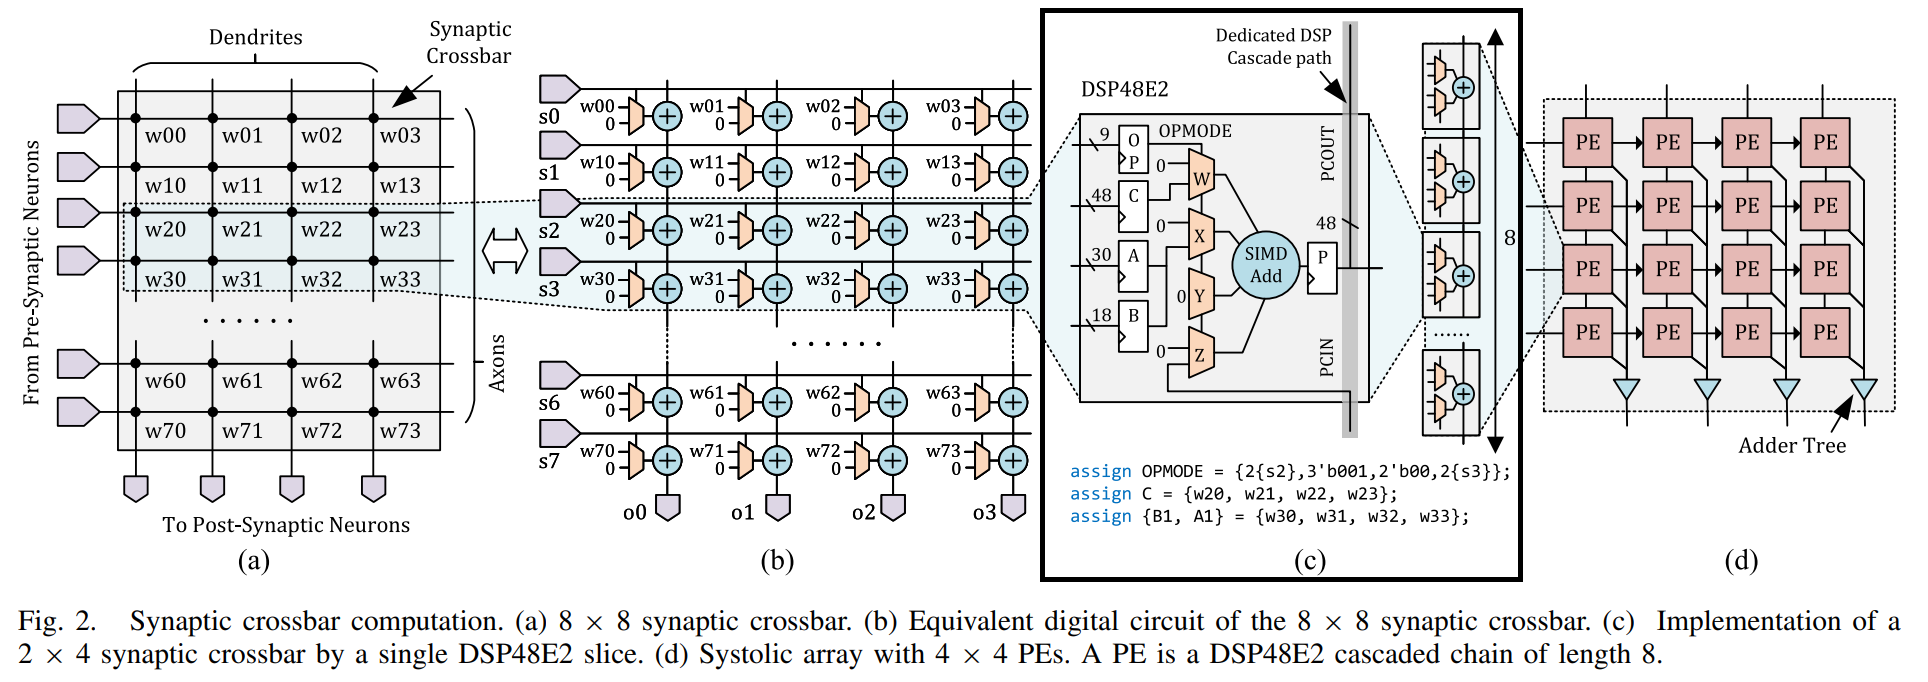 Dendrites
Synaptic
Crossbar
From Pre-Synaptic Neurons
w00 w01 w02 w03
w10 w11 w12 w13
w20 w21 w22 w23
w30 w31 w32 w33
. . . . . .
w60 w61 w62 w63
w70 w71 w72 w73
Axons
To Post-Synaptic Neurons
(a)
s0
w00 w01 w02 w03
0 0 0 0
s1
w10 w11 w12 w13
0 0 0 0
s2
w20 w21 w22 w23
0 0 0 0
s3
w30 w31 w32 w33
0 0 0 0
. . . . . .
s6
w60 w61 w62 w63
0 0 0 0
s7
w70 w71 w72 w73
0 0 0 0
o0 o1 o2 o3
(b)
Dedicated DSP
Cascade path
DSP48E2
9 O P OPMODE
0 W
48 C
0 X
30 A
0 Y
18 B
0 Z
SIMD
Add
P
48
PCOUT
PCIN
8
......
assign OPMODE = {2{s2},3'b001,2'b00,2{s3}};
assign C = {w20, w21, w22, w23};
assign {B1, A1} = {w30, w31, w32, w33};
(c)
PE PE PE PE
PE PE PE PE
PE PE PE PE
PE PE PE PE
Adder Tree
(d)
Fig. 2. Synaptic crossbar computation. (a) 8 × 8 synaptic crossbar. (b) Equivalent digital circuit of the 8 × 8 synaptic crossbar. (c) Implementation of a
2 × 4 synaptic crossbar by a single DSP48E2 slice. (d) Systolic array with 4 × 4 PEs. A PE is a DSP48E2 cascaded chain of length 8.